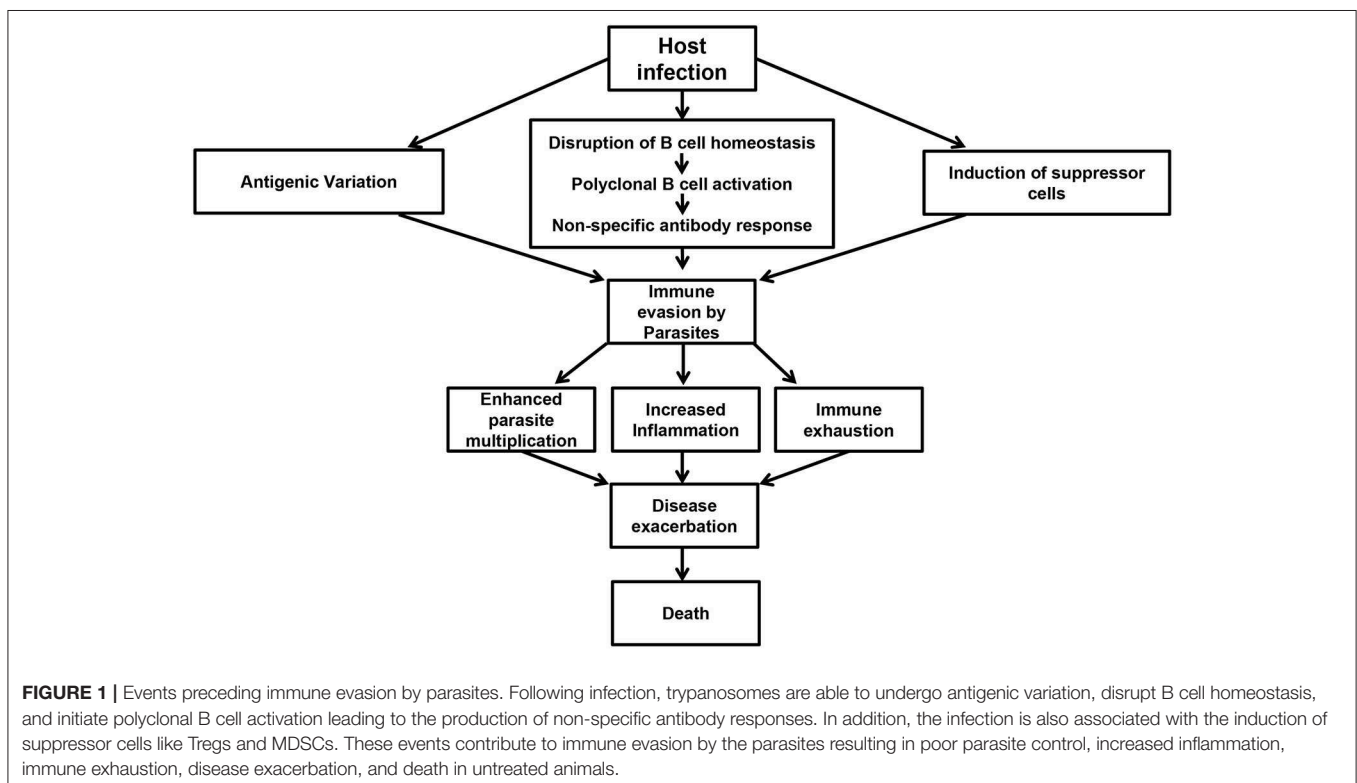 Host
infection
Antigenic Variation
Disruption of B cell homeostasis
Polyclonal B cell activation
Non-specific antibody response
Induction of suppressor
cells
Immune
evasion by
Parasites
Enhanced
parasite
multiplication
Increased
Inflammation
Immune
exhaustion
Disease
exacerbation
Death
FIGURE 1 | Events preceding immune evasion by parasites. Following infection, trypanosomes are able to undergo antigenic variation, disrupt B cell homeostasis,
and initiate polyclonal B cell activation leading to the production of non-specific antibody responses. In addition, the infection is also associated with the induction of
suppressor cells like Tregs and MDSCs. These events contribute to immune evasion by the parasites resulting in poor parasite control, increased inflammation,
immune exhaustion, disease exacerbation, and death in untreated animals.